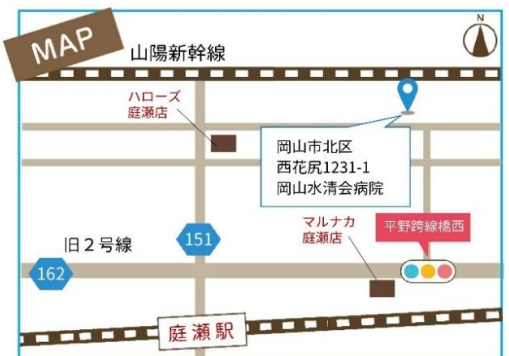 MAP
N
山陽新幹線
ハローズ
庭瀬店
岡山市北区
西花尻1231-1
岡山水清会病院
マルナカ
庭瀬店
平野跨線橋西
旧2号線
151
162
庭瀬駅